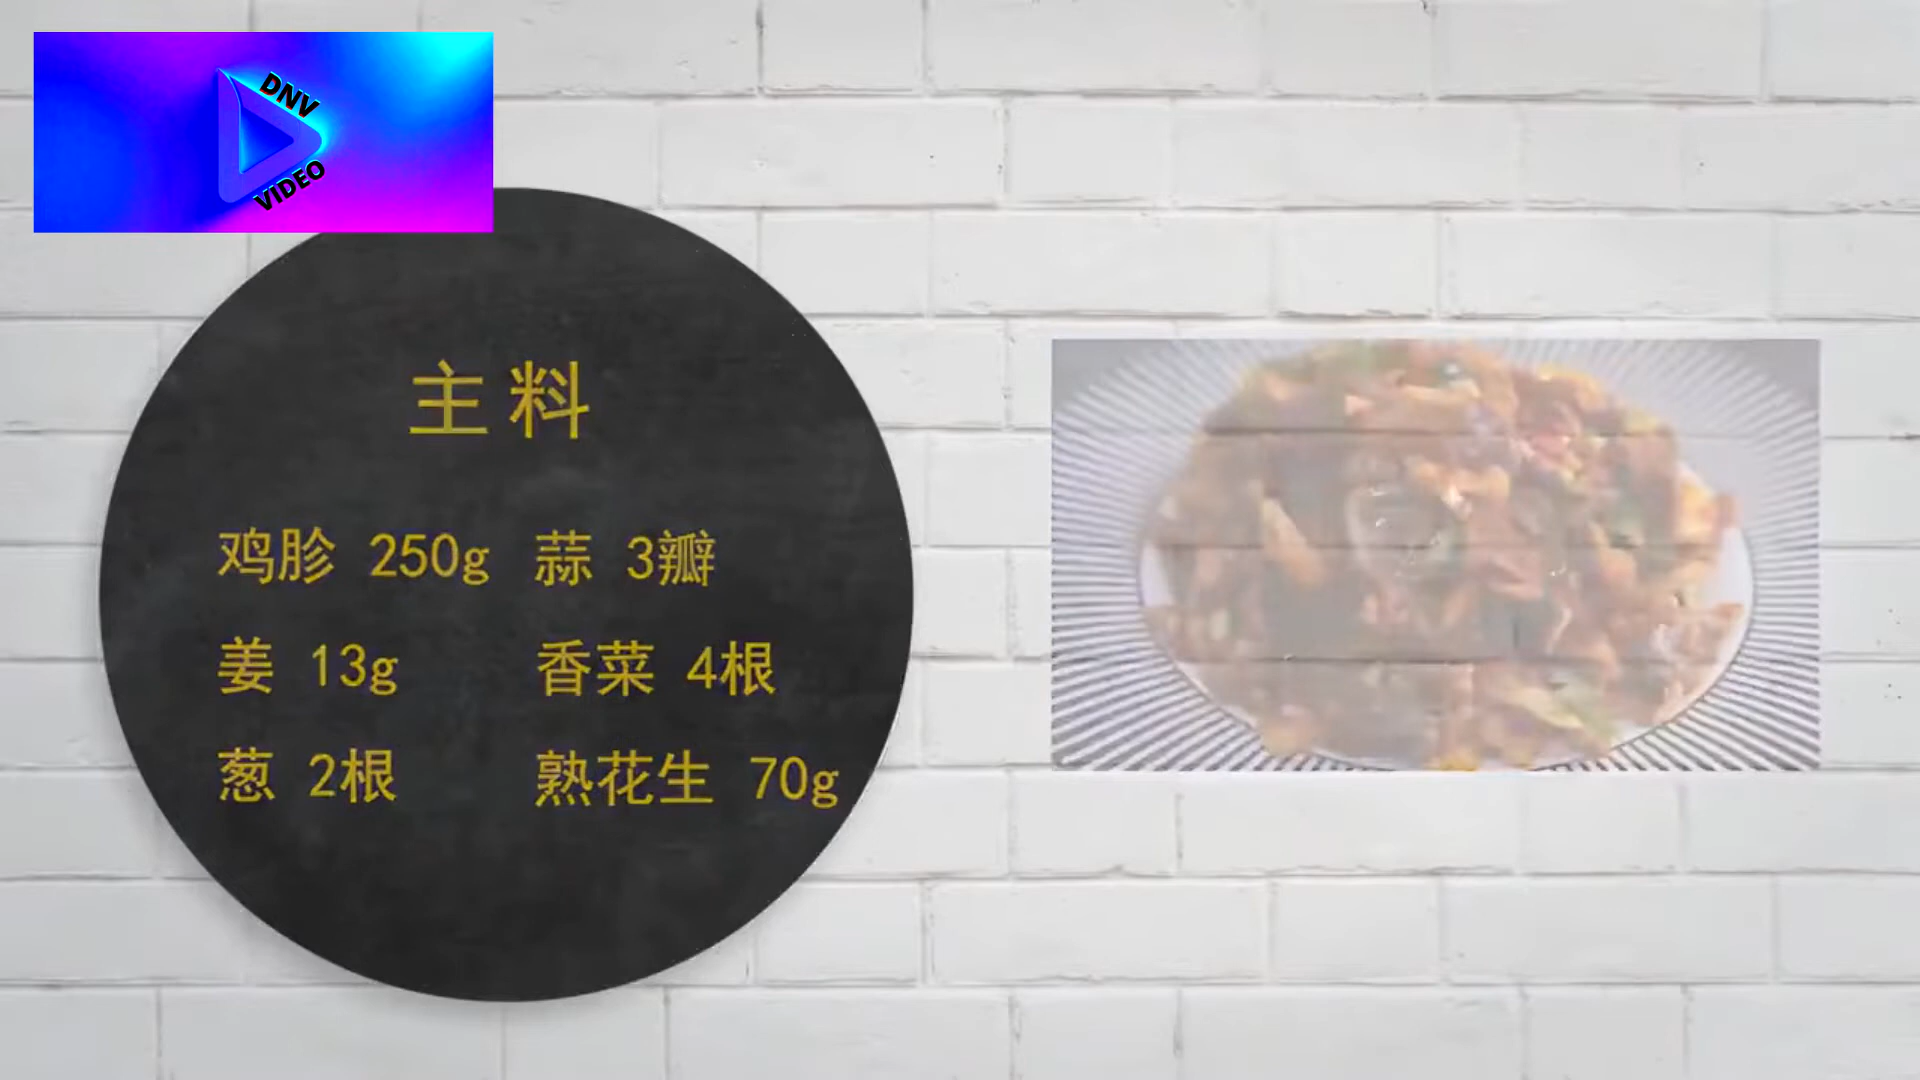 DNV
VIDEO
主料
鸡胗 250g 蒜 3瓣
姜 13g 香菜 4根
葱 2根 熟花生 70g